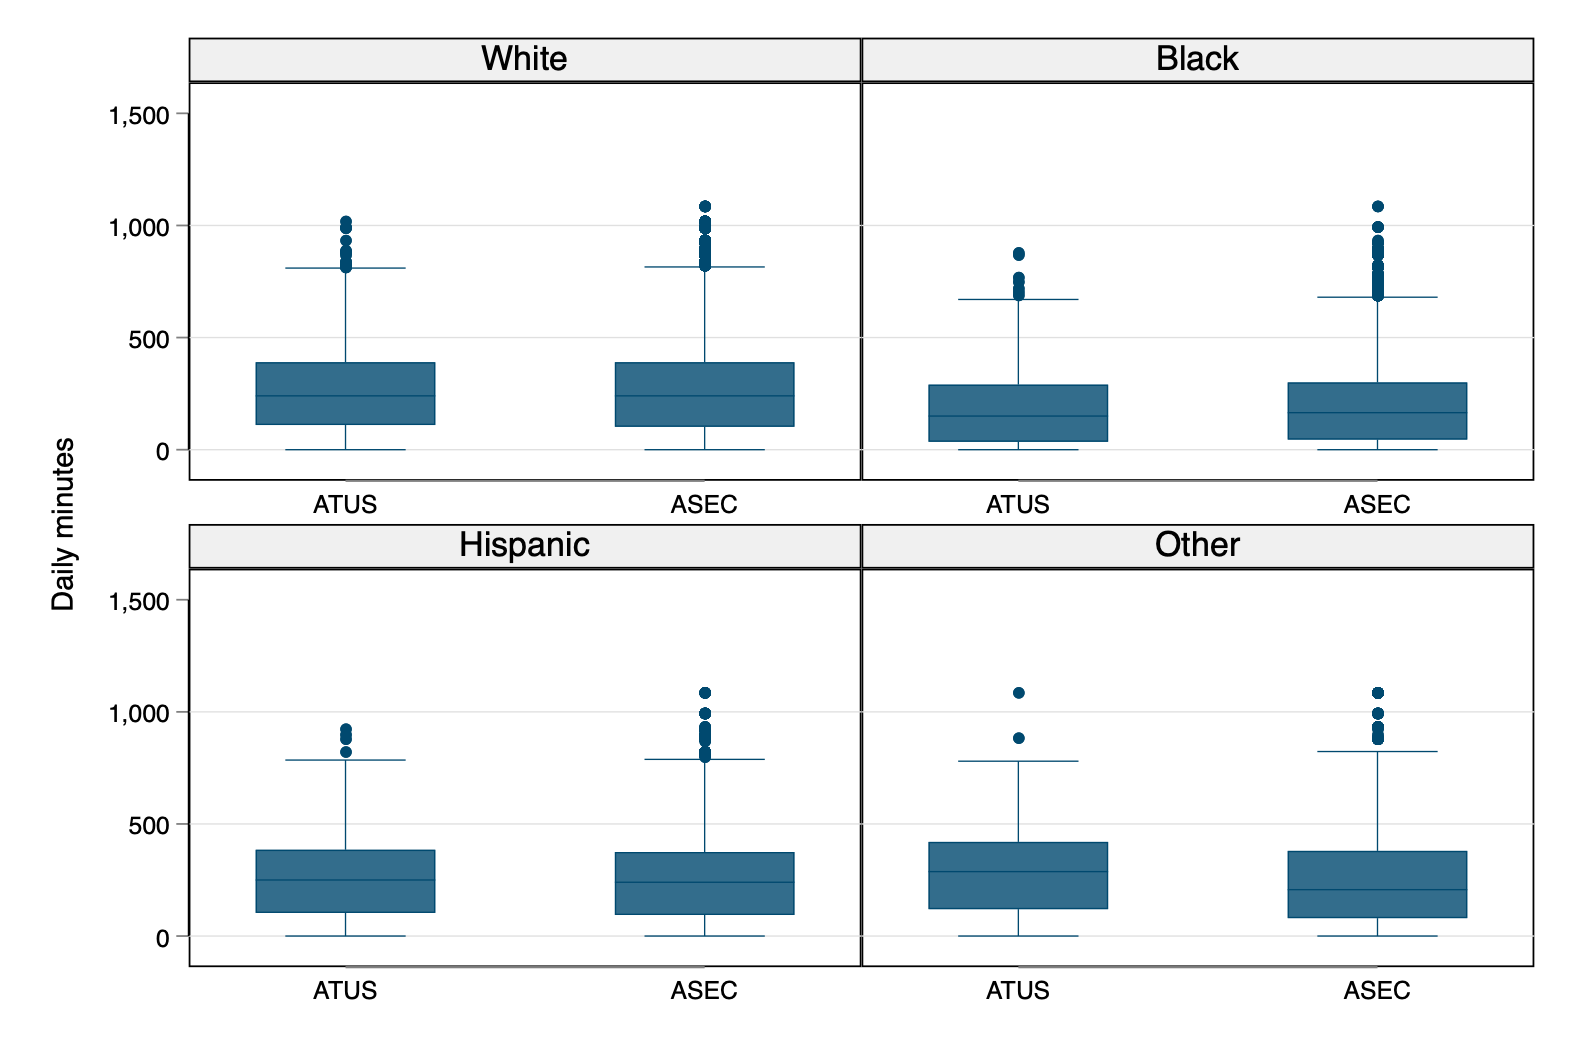 Daily minutes
White
Black
1,500
1,000
500
0
ATUS
ASEC
ATUS
ASEC
Hispanic
Other
1,500
1,000
500
0
ATUS
ASEC
ATUS
ASEC